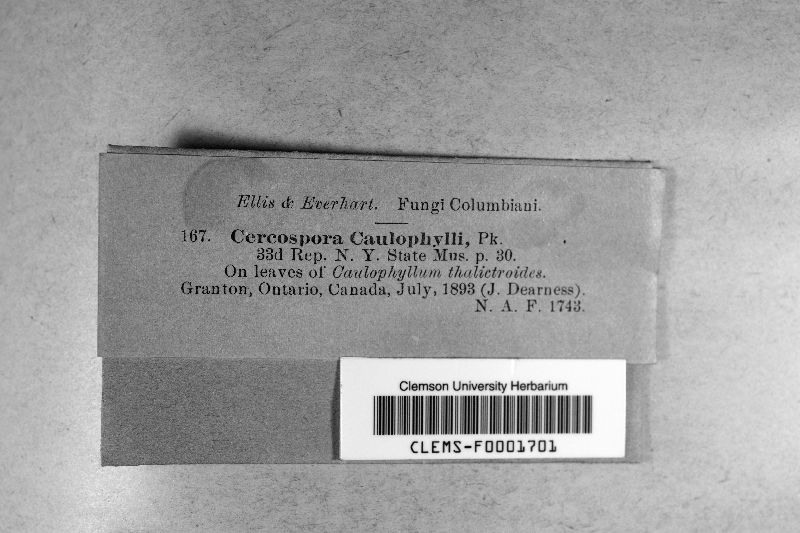 Ellis & Everhart. Fungi Columbiani.
167. Cercospora Caulophylli, Pk.
33d Rep. N. Y. State Mus. p. 30.
On leaves of Caulophyllum thalictroides.
Granton, Ontario, Canada, July, 1893 (J. Dearness).
N. A. F. 1743.
Clemson University Herbarium
CLEMS-F0001701